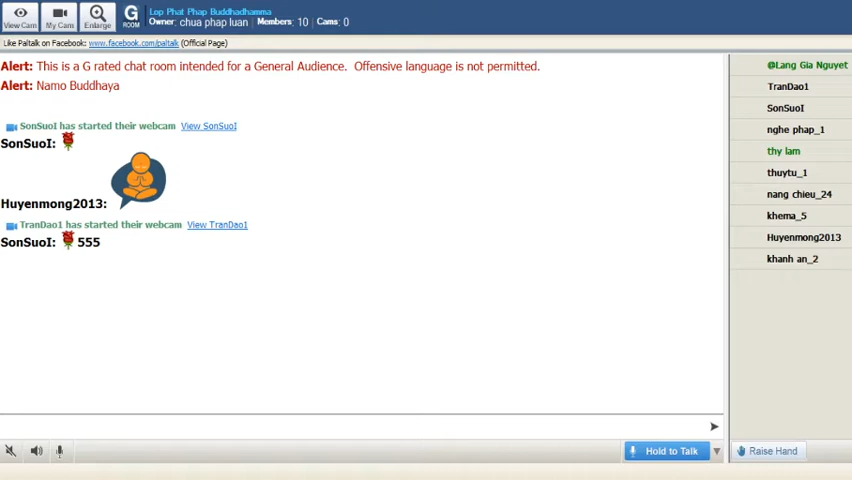 Lop Phat Phap Buddhadhamma
Owner: chua phap luan Members: 10 Cams: 0
View Cam My Cam Enlarge G ROOM
Like Paltalk on Facebook: www.facebook.com/paltalk (Official Page)
Alert: This is a G rated chat room intended for a General Audience. Offensive language is not permitted.
Alert: Namo Buddhaya
SonSuoI has started their webcam View SonSuoI
SonSuoI:
Huyenmong2013:
TranDao1 has started their webcam View TranDao1
SonSuoI: 555
@Lang Gia Nguyet
TranDao1
SonSuoI
nghe phap_1
thy lam
thuytu_1
nang chieu_24
khema_5
Huyenmong2013
khanh an_2
Hold to Talk
Raise Hand